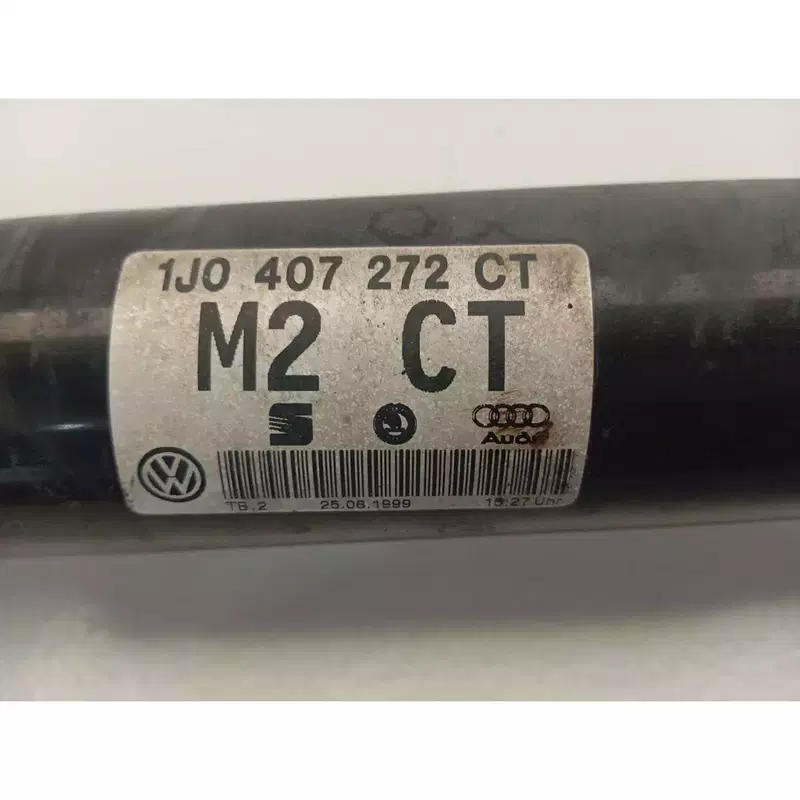 1J0 407 272 CT
M2 CT
Audi
TB.2 25.06.1999 15:27 Uhr